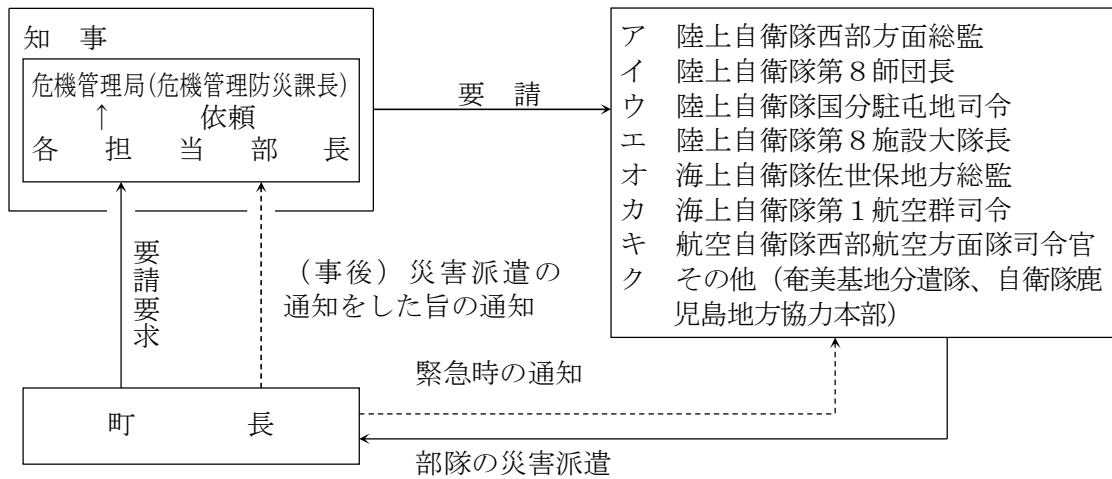 知事
危機管理局(危機管理防災課長)
↑ 依頼
各担当部長
要請
ア 陸上自衛隊西部方面総監
イ 陸上自衛隊第８師団長
ウ 陸上自衛隊国分駐屯地司令
エ 陸上自衛隊第８施設大隊長
オ 海上自衛隊佐世保地方総監
カ 海上自衛隊第１航空群司令
キ 航空自衛隊西部航空方面隊司令官
ク その他（奄美基地分遣隊、自衛隊鹿
児島地方協力本部）
要請要求
（事後）災害派遣の
通知をした旨の通知
緊急時の通知
町長
部隊の災害派遣